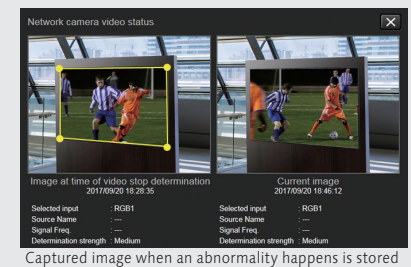 Network camera video status
Image at time of video stop determination
2017/09/20 18:28:35
Selected input : RGB1
Source Name : ---
Signal Freq. : ---
Determination strength : Medium
Current image
2017/09/20 18:46:12
Selected input : RGB1
Source Name : ---
Signal Freq. : ---
Determination strength : Medium
Captured image when an abnormality happens is stored